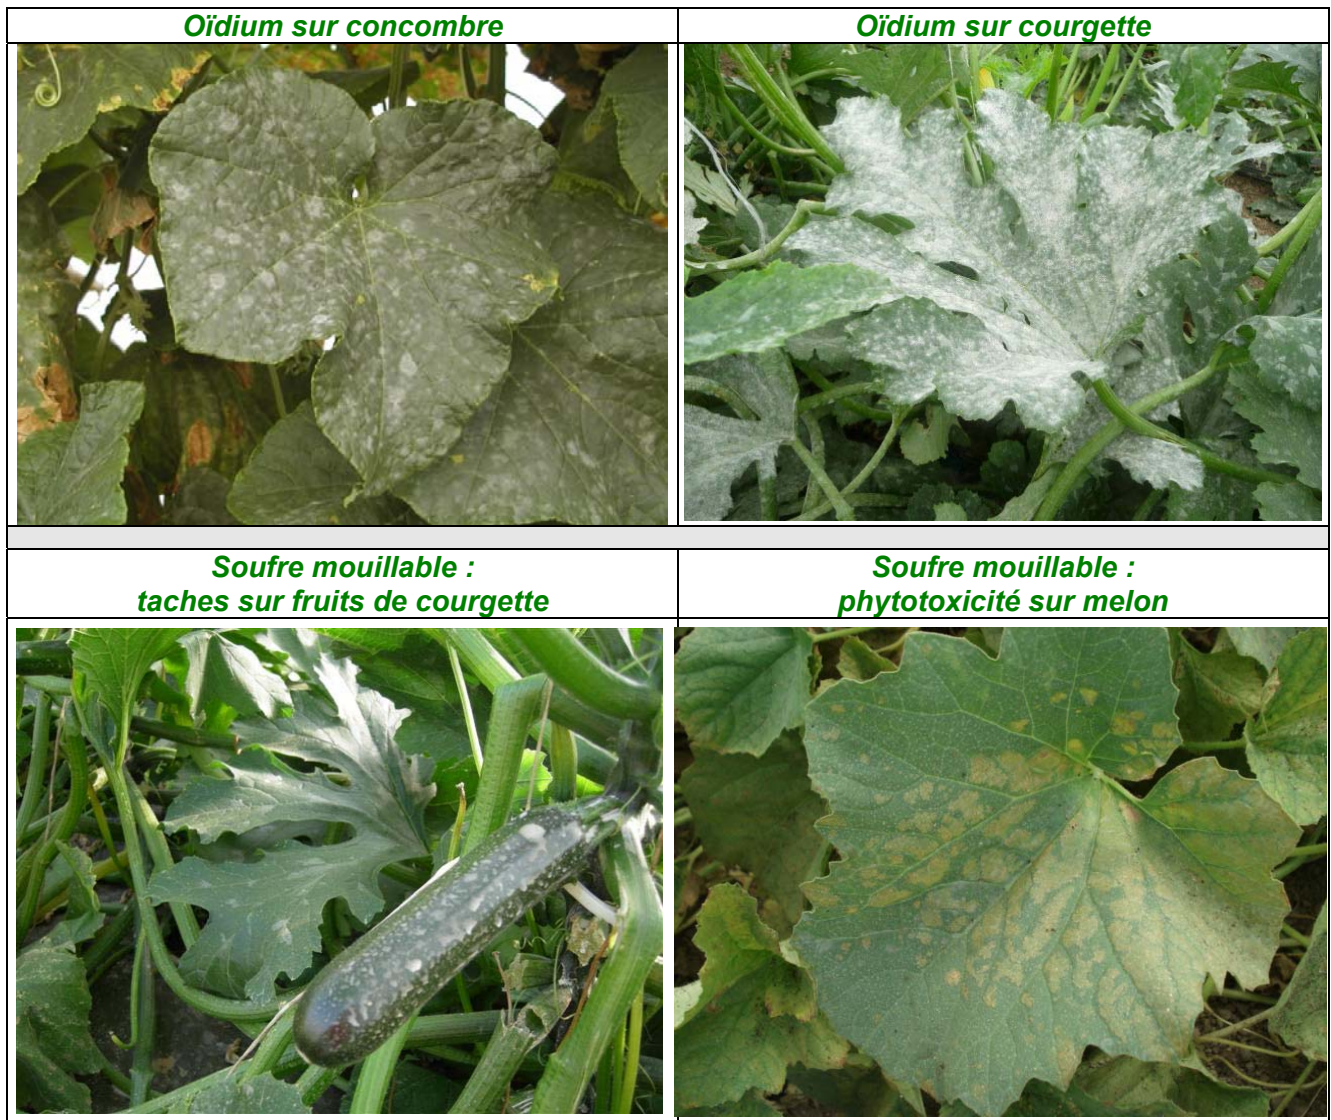 Oïdium sur concombre
Oïdium sur courgette
Soufre mouillable :
taches sur fruits de courgette
Soufre mouillable :
phytotoxicité sur melon